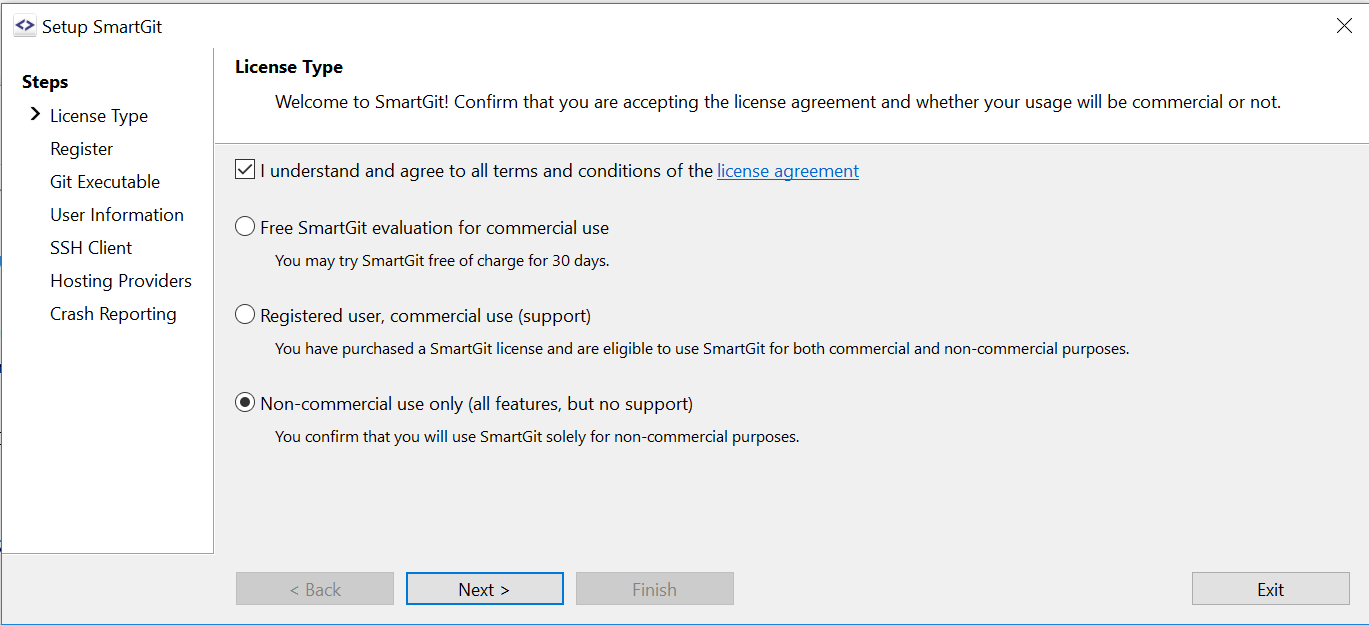 Setup SmartGit
Steps
License Type
Register
Git Executable
User Information
SSH Client
Hosting Providers
Crash Reporting
License Type
Welcome to SmartGit! Confirm that you are accepting the license agreement and whether your usage will be commercial or not.
I understand and agree to all terms and conditions of the license agreement
Free SmartGit evaluation for commercial use
You may try SmartGit free of charge for 30 days.
Registered user, commercial use (support)
You have purchased a SmartGit license and are eligible to use SmartGit for both commercial and non-commercial purposes.
Non-commercial use only (all features, but no support)
You confirm that you will use SmartGit solely for non-commercial purposes.
< Back Next > Finish Exit